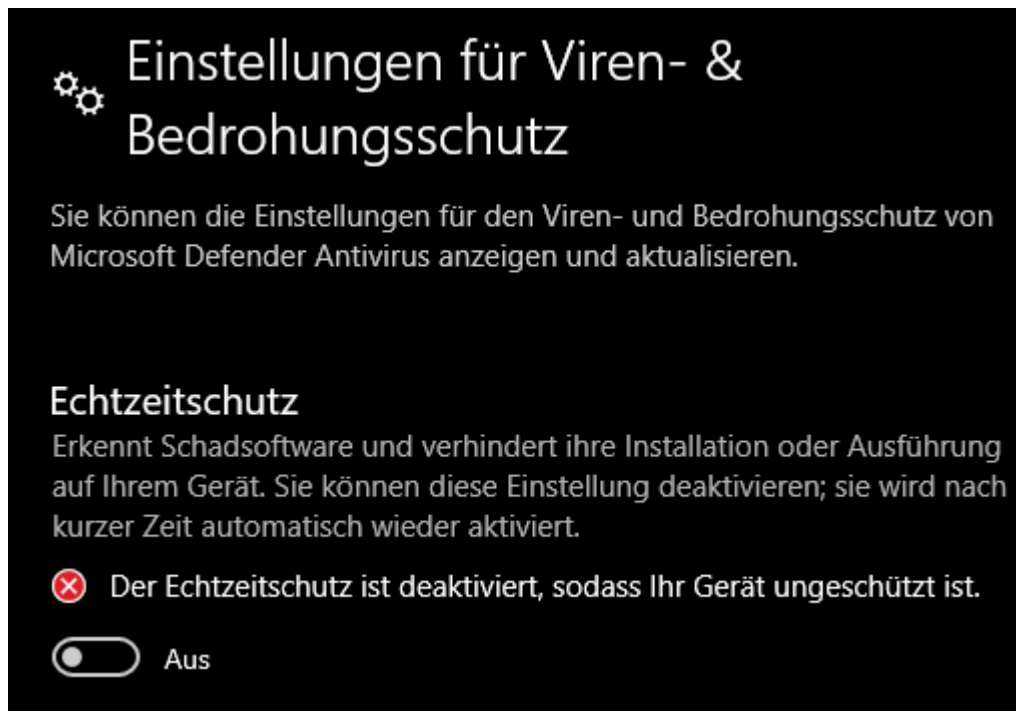 Einstellungen für Viren- &
Bedrohungsschutz
Sie können die Einstellungen für den Viren- und Bedrohungsschutz von
Microsoft Defender Antivirus anzeigen und aktualisieren.
Echtzeitschutz
Erkennt Schadsoftware und verhindert ihre Installation oder Ausführung
auf Ihrem Gerät. Sie können diese Einstellung deaktivieren; sie wird nach
kurzer Zeit automatisch wieder aktiviert.
Der Echtzeitschutz ist deaktiviert, sodass Ihr Gerät ungeschützt ist.
Aus